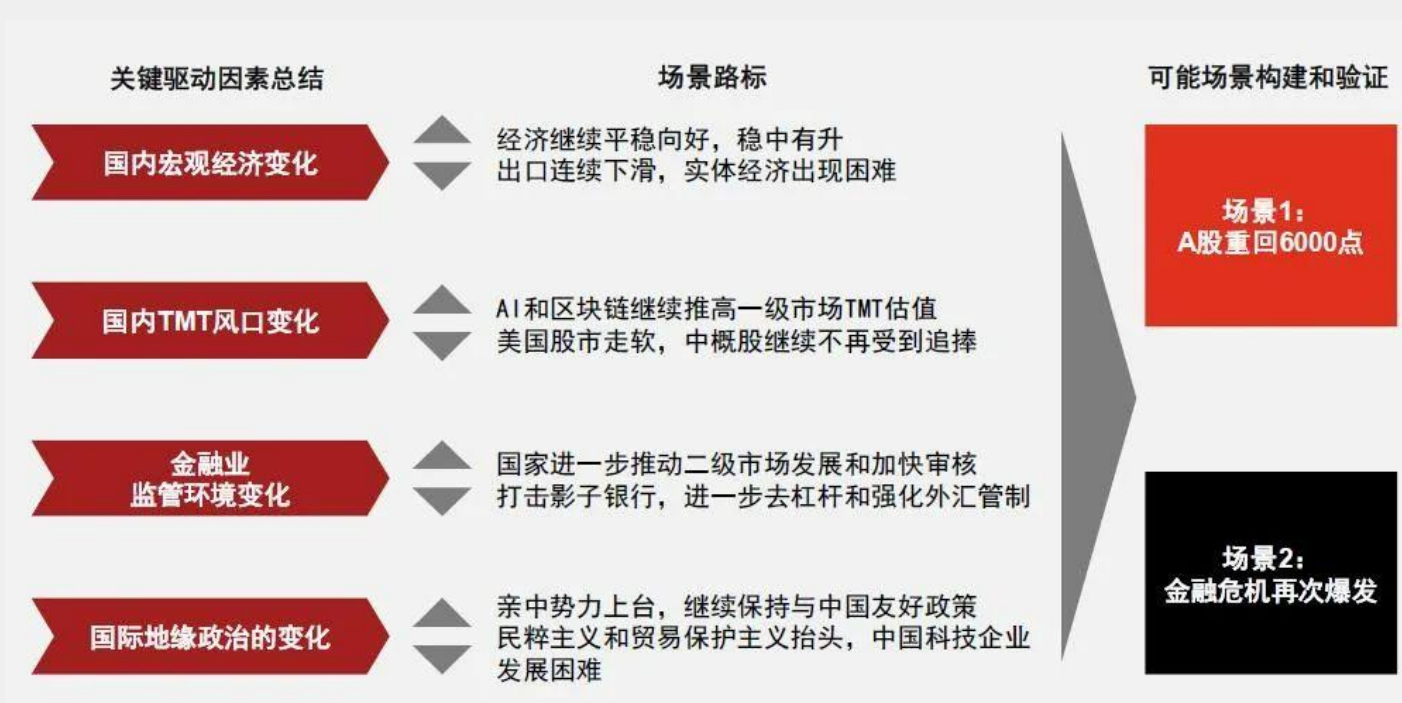 关键驱动因素总结
场景路标
可能场景构建和验证
国内宏观经济变化
经济继续平稳向好，稳中有升
出口连续下滑，实体经济出现困难
国内TMT风口变化
AI和区块链继续推高一级市场TMT估值
美国股市走软，中概股继续不再受到追捧
金融业
监管环境变化
国家进一步推动二级市场发展和加快审核
打击影子银行，进一步去杠杆和强化外汇管制
国际地缘政治的变化
亲中势力上台，继续保持与中国友好政策
民粹主义和贸易保护主义抬头，中国科技企业
发展困难
场景1：
A股重回6000点
场景2：
金融危机再次爆发